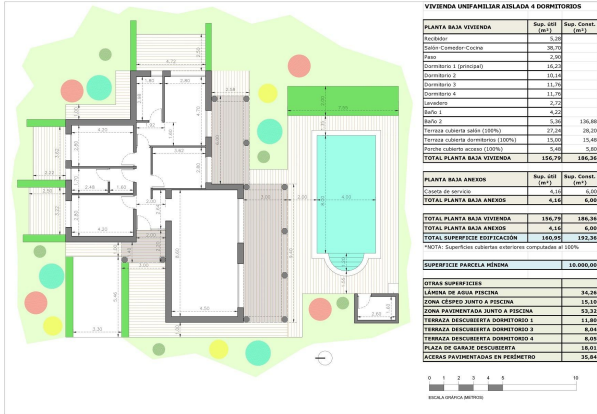 VIVIENDA UNIFAMILIAR AISLADA 4 DORMITORIOS
PLANTA BAJA VIVIENDA Sup. útil (m²) Sup. Const. (m²)
Recibidor 5,28
Salón-Comedor-Cocina 38,70
Paso 2,90
Dormitorio 1 (principal) 16,23
Dormitorio 2 10,14
Dormitorio 3 11,76
Dormitorio 4 11,76
Lavadero 2,72
Baño 1 4,22
Baño 2 5,36 136,88
Terraza cubierta salón (100%) 27,24 28,20
Terraza cubierta dormitorios (100%) 15,00 15,48
Porche cubierto acceso (100%) 5,48 5,80
TOTAL PLANTA BAJA VIVIENDA 156,79 186,36
PLANTA BAJA ANEXOS Sup. útil (m²) Sup. Const. (m²)
Caseta de servicio 4,16 6,00
TOTAL PLANTA BAJA ANEXOS 4,16 6,00
TOTAL PLANTA BAJA VIVIENDA 156,79 186,36
TOTAL PLANTA BAJA ANEXOS 4,16 6,00
TOTAL SUPERFICIE EDIFICACIÓN 160,95 192,36
*NOTA: Superficies cubiertas exteriores computadas al 100%
SUPERFICIE PARCELA MÍNIMA 10.000,00
OTRAS SUPERFICIES
LÁMINA DE AGUA PISCINA 34,26
ZONA CÉSPED JUNTO A PISCINA 15,10
ZONA PAVIMENTADA JUNTO A PISCINA 53,32
TERRAZA DESCUBIERTA DORMITORIO 1 11,80
TERRAZA DESCUBIERTA DORMITORIO 3 8,04
TERRAZA DESCUBIERTA DORMITORIO 4 8,05
PLAZA DE GARAJE DESCUBIERTA 18,01
ACERAS PAVIMENTADAS EN PERÍMETRO 35,84
0 1 2 3 4 5 10
ESCALA GRÁFICA (METROS)